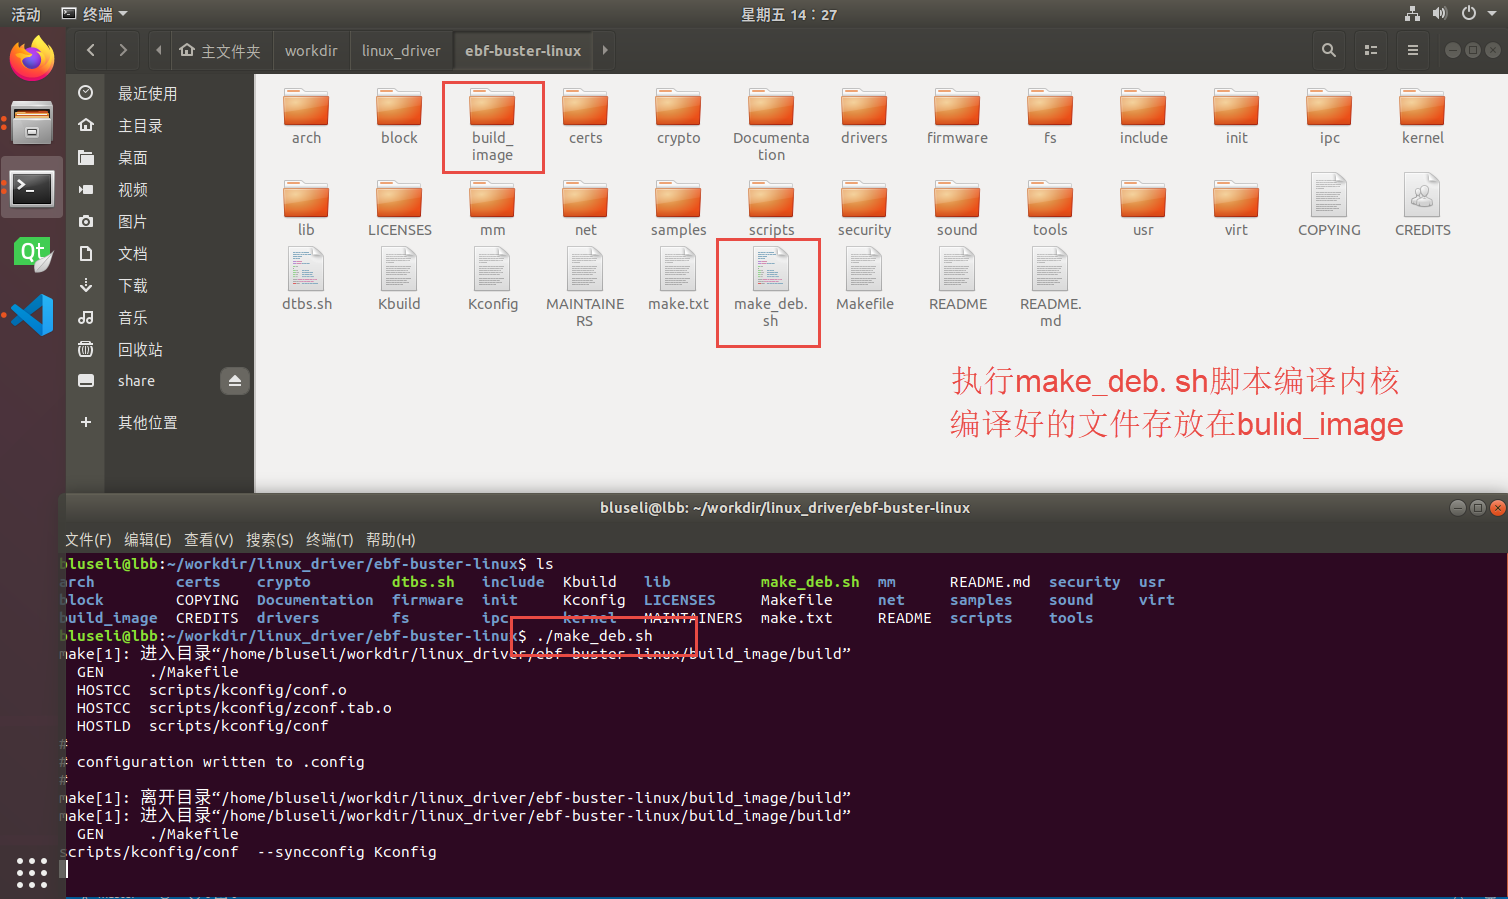 活动 终端 星期五 14：27
主文件夹 workdir linux_driver ebf-buster-linux
最近使用
主目录
桌面
视频
图片
文档
下载
音乐
回收站
share
其他位置
arch block build_ image certs crypto Documenta tion drivers firmware fs include init ipc kernel
lib LICENSES mm net samples scripts security sound tools usr virt COPYING CREDITS
dtbs.sh Kbuild Kconfig MAINTAINE RS make.txt make_deb. sh Makefile README README. md
执行make_deb. sh脚本编译内核
编译好的文件存放在bulid_image
bluseli@lbb: ~/workdir/linux_driver/ebf-buster-linux
文件(F) 编辑(E) 查看(V) 搜索(S) 终端(T) 帮助(H)
bluseli@lbb:~/workdir/linux_driver/ebf-buster-linux$ ls
arch certs crypto dtbs.sh include Kbuild lib make_deb.sh mm README.md security usr
block COPYING Documentation firmware init Kconfig LICENSES Makefile net samples sound virt
build_image CREDITS drivers fs ipc kernel MAINTAINERS make.txt README scripts tools
bluseli@lbb:~/workdir/linux_driver/ebf-buster-linux$ ./make_deb.sh
make[1]: 进入目录“/home/bluseli/workdir/linux_driver/ebf-buster-linux/build_image/build”
GEN ./Makefile
HOSTCC scripts/kconfig/conf.o
HOSTCC scripts/kconfig/zconf.tab.o
HOSTLD scripts/kconfig/conf
#
# configuration written to .config
#
make[1]: 离开目录“/home/bluseli/workdir/linux_driver/ebf-buster-linux/build_image/build”
make[1]: 进入目录“/home/bluseli/workdir/linux_driver/ebf-buster-linux/build_image/build”
GEN ./Makefile
scripts/kconfig/conf --syncconfig Kconfig